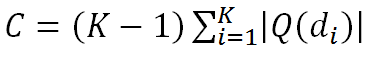 C = (K − 1) ∑_{i=1}^{K} |Q(d_i)|